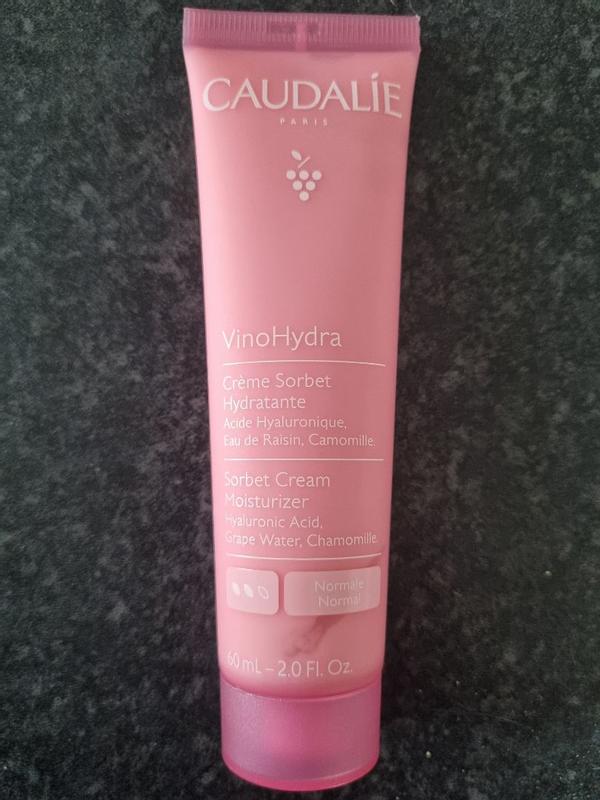 CAUDALÍE
PARIS
VinoHydra
Crème Sorbet
Hydratante
Acide Hyaluronique,
Eau de Raisin, Camomille.
Sorbet Cream
Moisturizer
Hyaluronic Acid,
Grape Water, Chamomille.
Normale
Normal
60 mL – 2.0 Fl. Oz.